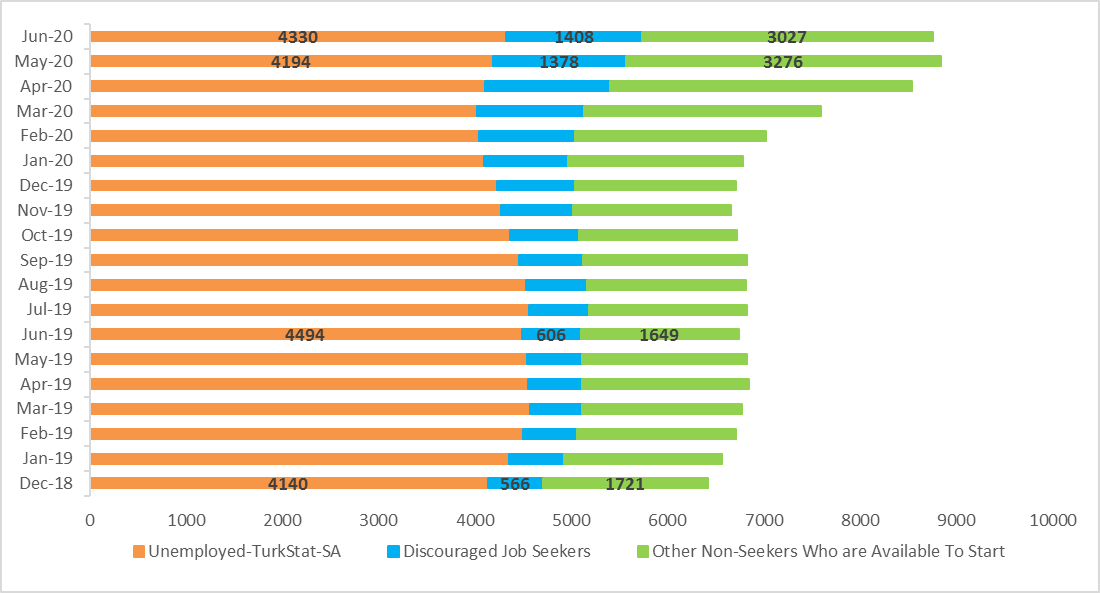 Jun-20 4330 1408 3027
May-20 4194 1378 3276
Apr-20
Mar-20
Feb-20
Jan-20
Dec-19
Nov-19
Oct-19
Sep-19
Aug-19
Jul-19
Jun-19 4494 606 1649
May-19
Apr-19
Mar-19
Feb-19
Jan-19
Dec-18 4140 566 1721
0 1000 2000 3000 4000 5000 6000 7000 8000 9000 10000
Unemployed-TurkStat-SA Discouraged Job Seekers Other Non-Seekers Who are Available To Start